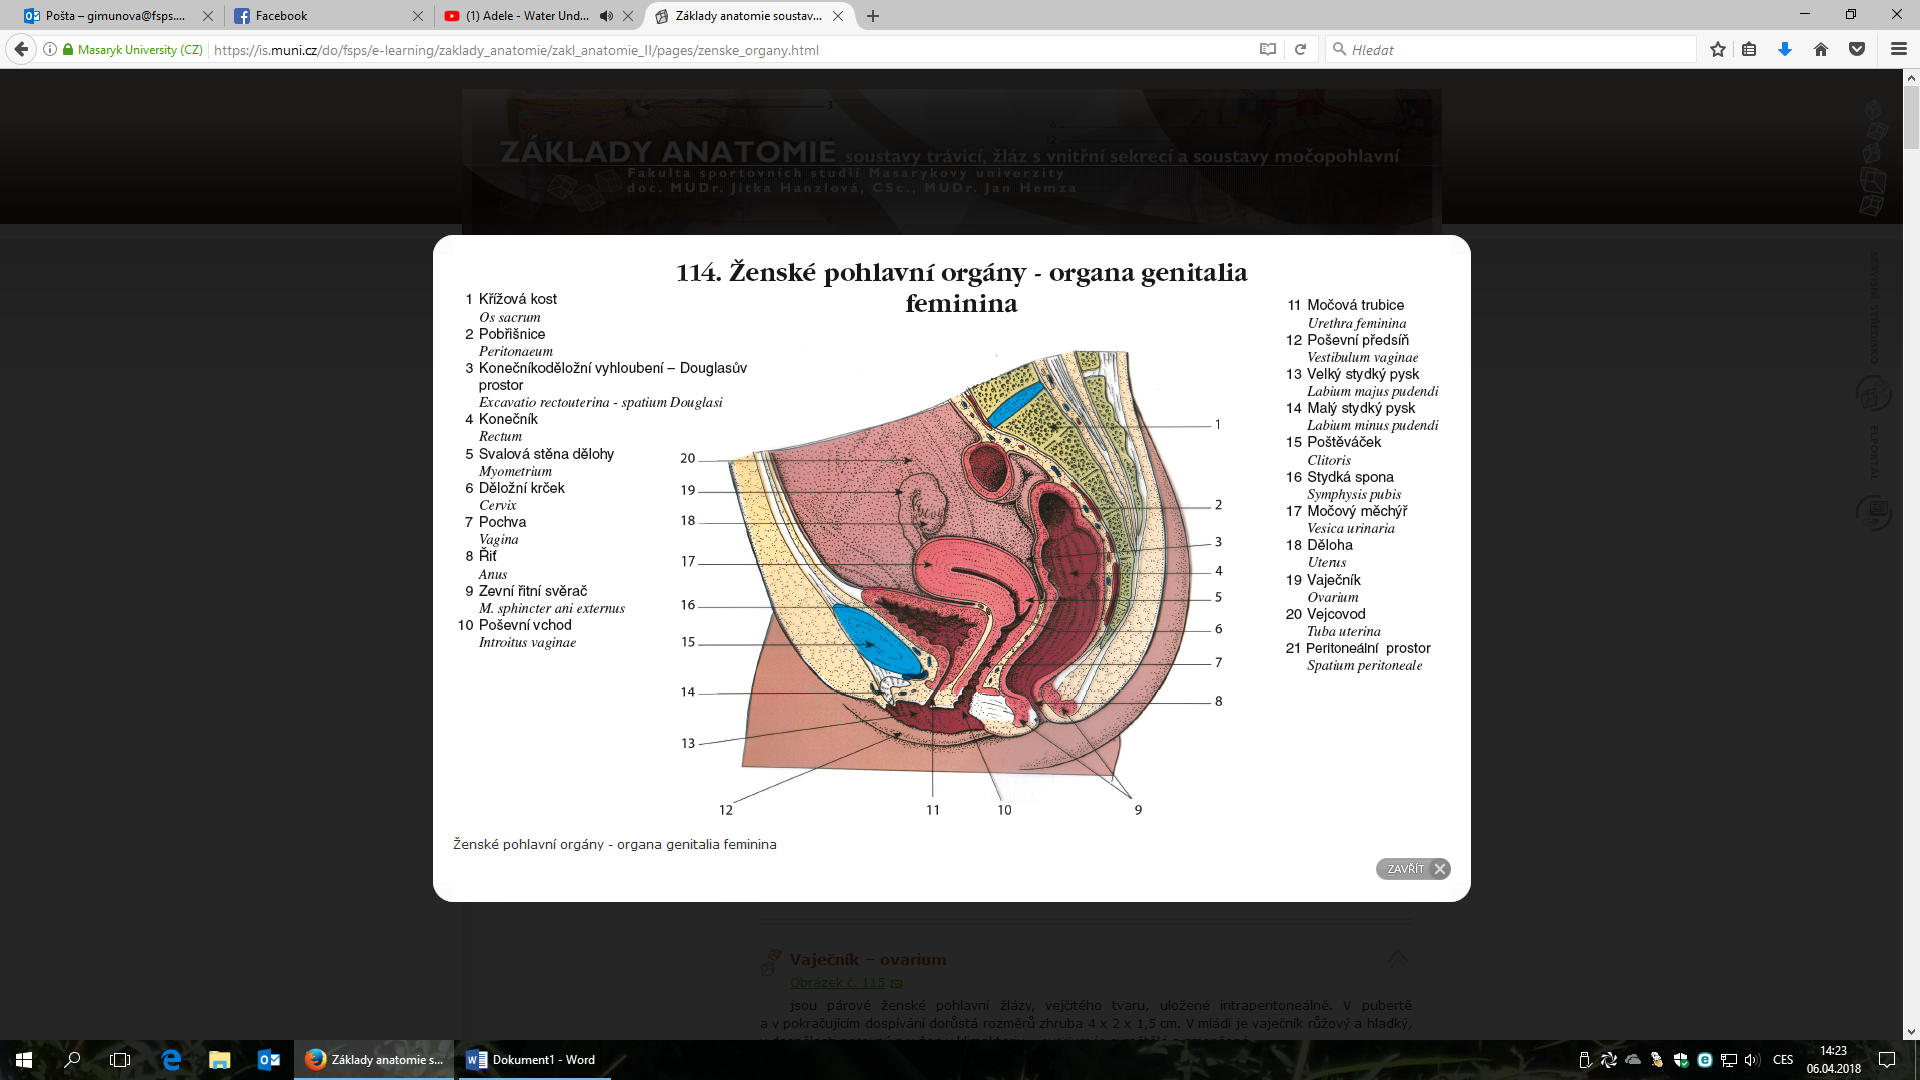 Pošta – gimunova@fsps....
Facebook
(1) Adele - Water Und...
Základy anatomie soustav...
Masaryk University (CZ)
https://is.muni.cz/do/fsps/e-learning/zaklady_anatomie/zakl_anatomie_II/pages/zenske_organy.html
Hledat
3
ZÁKLADY ANATOMIE soustavy trávicí, žláz s vnitřní sekrecí a soustavy močopohlavní
Fakulta sportovních studií Masarykovy univerzity
doc. MUDr. Jitka Hanzlová, CSc., MUDr. Jan Hemza
SERVISNÍ STŘEDISKO
ELPORTÁL
114. Ženské pohlavní orgány - organa genitalia
feminina
1 Křížová kost
Os sacrum
2 Pobřišnice
Peritonaeum
3 Konečníkoděložní vyhloubení – Douglasův
prostor
Excavatio rectouterina - spatium Douglasi
4 Konečník
Rectum
5 Svalová stěna dělohy
Myometrium
6 Děložní krček
Cervix
7 Pochva
Vagina
8 Řiť
Anus
9 Zevní řitní svěrač
M. sphincter ani externus
10 Poševní vchod
Introitus vaginae
11 Močová trubice
Urethra feminina
12 Poševní předsíň
Vestibulum vaginae
13 Velký stydký pysk
Labium majus pudendi
14 Malý stydký pysk
Labium minus pudendi
15 Poštěváček
Clitoris
16 Stydká spona
Symphysis pubis
17 Močový měchýř
Vesica urinaria
18 Děloha
Uterus
19 Vaječník
Ovarium
20 Vejcovod
Tuba uterina
21 Peritoneální prostor
Spatium peritoneale
20
19
18
17
16
15
14
13
12
11
10
9
1
2
3
4
5
6
7
8
Ženské pohlavní orgány - organa genitalia feminina
ZAVŘÍT
Vaječník – ovarium
Obrázek č. 115
jsou párové ženské pohlavní žlázy, vejčitého tvaru, uložené intraperitoneálně. V pubertě
a v pokračujícím dospívání dorůstá rozměrů zhruba 4 x 2 x 1,5 cm. V mládí je vaječník růžový a hladký,
Základy anatomie s...
Dokument1 - Word
CES
14:23
06.04.2018